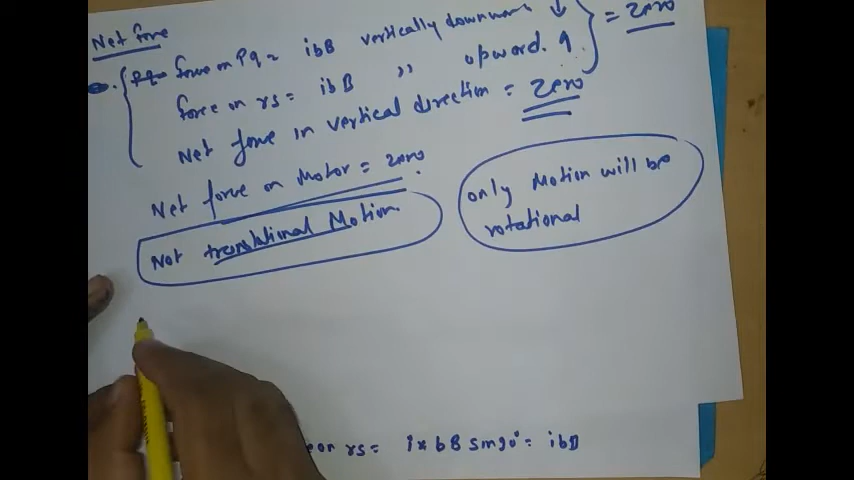 Net force
force on Pq = ibB vertically downward ↓ } = zero
force on rs = ibB ,, upward ↑
Net force in vertical direction = Zero
Net force on Motor = zero
Not translational Motion
only Motion will be
rotational
on rs = i × bB sin90° = ibB